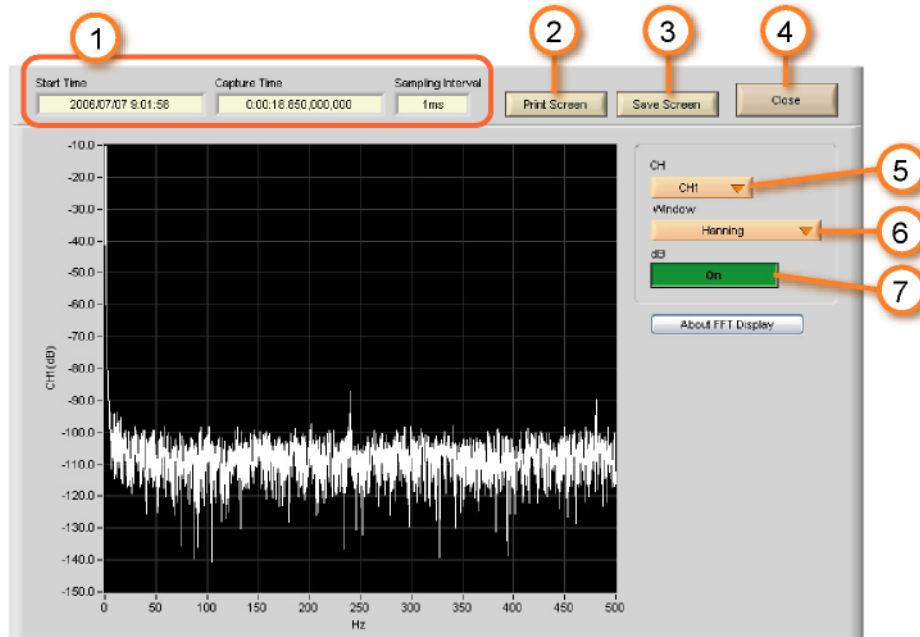 1
2
3
4
Start Time
Capture Time
Sampling Interval
2006/07/07 9:01:58
0:00:18.850,000,000
1ms
Print Screen
Save Screen
Close
CH
CH1
5
Window
Hanning
6
dB
On
7
About FFT Display
CH1(dB)
-10.0
-20.0
-30.0
-40.0
-50.0
-60.0
-70.0
-80.0
-90.0
-100.0
-110.0
-120.0
-130.0
-140.0
-150.0
0 50 100 150 200 250 300 350 400 450 500
Hz